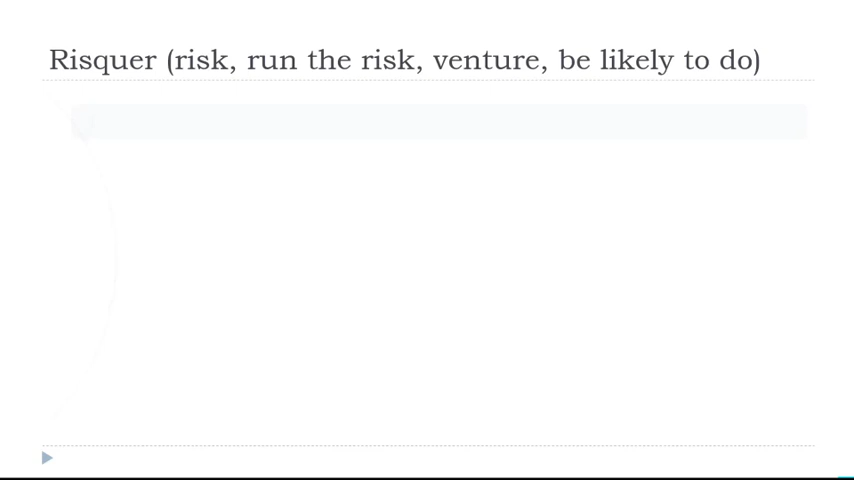 Risquer (risk, run the risk, venture, be likely to do)